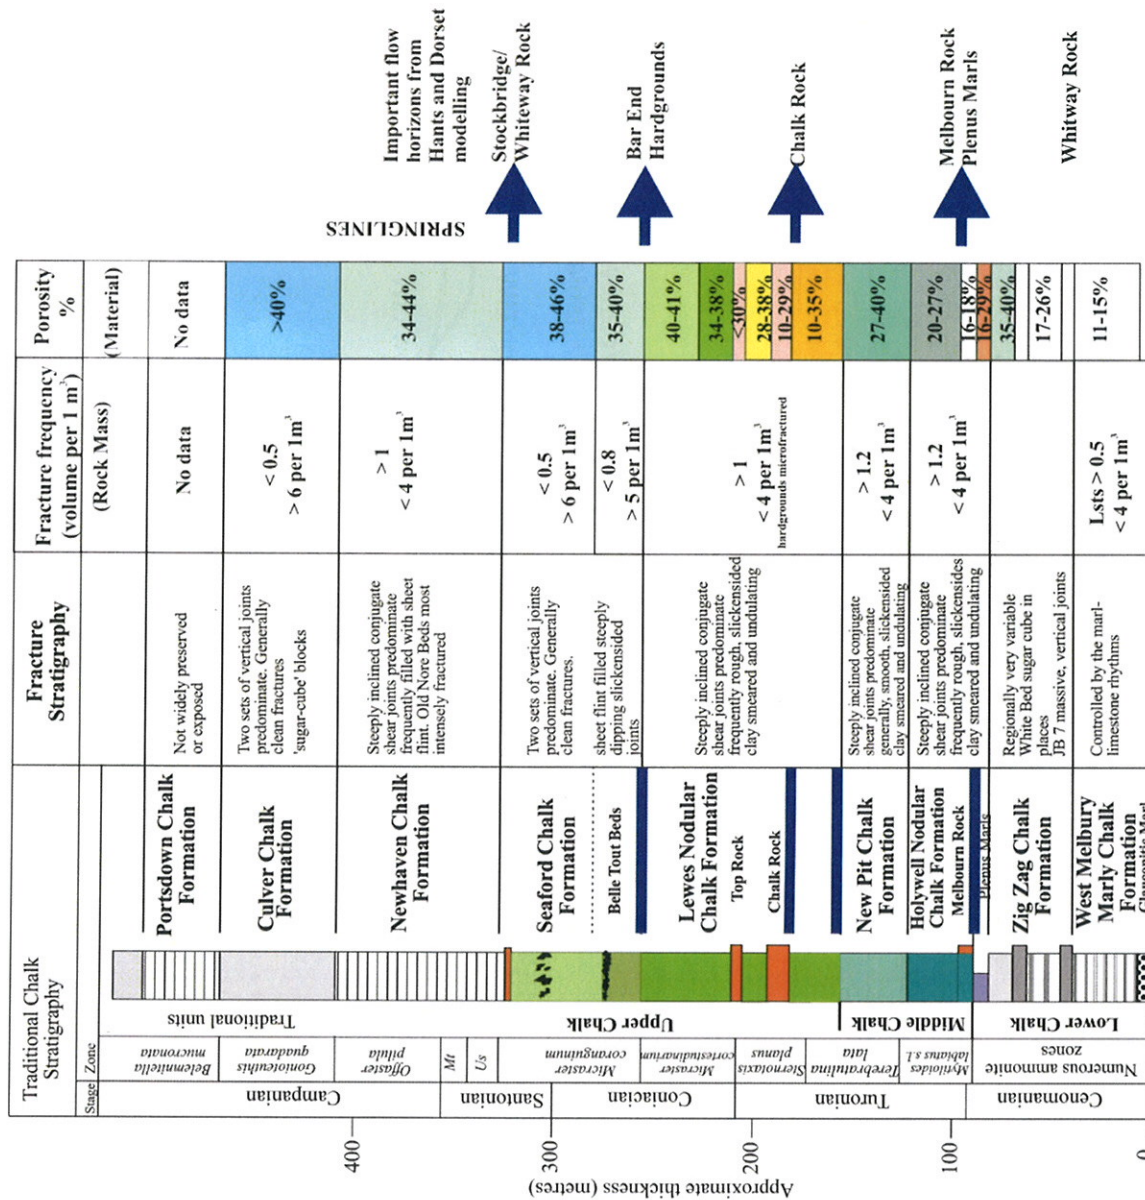 Traditional Chalk
Stratigraphy
Fracture
Stratigraphy
Fracture frequency
(volume per 1 m³)
Porosity
%
Stage
Zone
(Rock Mass)
(Material)
Important flow
horizons from
Hants and Dorset
modelling
SPRINGLINES
Approximate thickness (metres)
400
300
200
100
0
Campanian
Santonian
Coniacian
Turonian
Cenomanian
Belemnitella
mucronata
Gonioteuthis
quadarata
Offaster
pilula
Mt
Us
Micraster
coranguinum
Micraster
cortestudinarium
Sternotaxis
planus
Terebratulina
lata
Mytiloides
labiatus s.l.
Numerous ammonite
zones
Traditional units
Upper Chalk
Middle Chalk
Lower Chalk
Portsdown Chalk
Formation
Not widely preserved
or exposed
No data
No data
Culver Chalk
Formation
Two sets of vertical joints
predominate. Generally
clean fractures
'sugar-cube' blocks
< 0.5
> 6 per 1m³
>40%
Newhaven Chalk
Formation
Steeply inclined conjugate
shear joints predominate
frequently filled with sheet
flint. Old Nore Beds most
intensely fractured
> 1
< 4 per 1m³
34-44%
Stockbridge/
Whiteway Rock
Seaford Chalk
Formation
Two sets of vertical joints
predominate. Generally
clean fractures.
< 0.5
> 6 per 1m³
38-46%
Belle Tout Beds
sheet flint filled steeply
dipping slickensided
joints
< 0.8
> 5 per 1m³
35-40%
Bar End
Hardgrounds
Lewes Nodular
Chalk Formation
Top Rock
Chalk Rock
Steeply inclined conjugate
shear joints predominate
frequently rough, slickensided
clay smeared and undulating
> 1
< 4 per 1m³
hardgrounds microfractured
40-41%
34-38%
<30%
28-38%
10-29%
10-35%
Chalk Rock
New Pit Chalk
Formation
Steeply inclined conjugate
shear joints predominate
generally, smooth, slickensided
clay smeared and undulating
> 1.2
< 4 per 1m³
27-40%
Holywell Nodular
Chalk Formation
Melbourn Rock
Plenus Marls
Steeply inclined conjugate
shear joints predominate
frequently rough, slickensides
clay smeared and undulating
> 1.2
< 4 per 1m³
20-27%
16-18%
16-29%
Melbourn Rock
Plenus Marls
Zig Zag Chalk
Formation
Regionally very variable
White Bed sugar cube in
places
JB 7 massive, vertical joints
35-40%
17-26%
Whitway Rock
West Melbury
Marly Chalk
Formation
Controlled by the marl-
limestone rhythms
Lsts > 0.5
< 4 per 1m³
11-15%